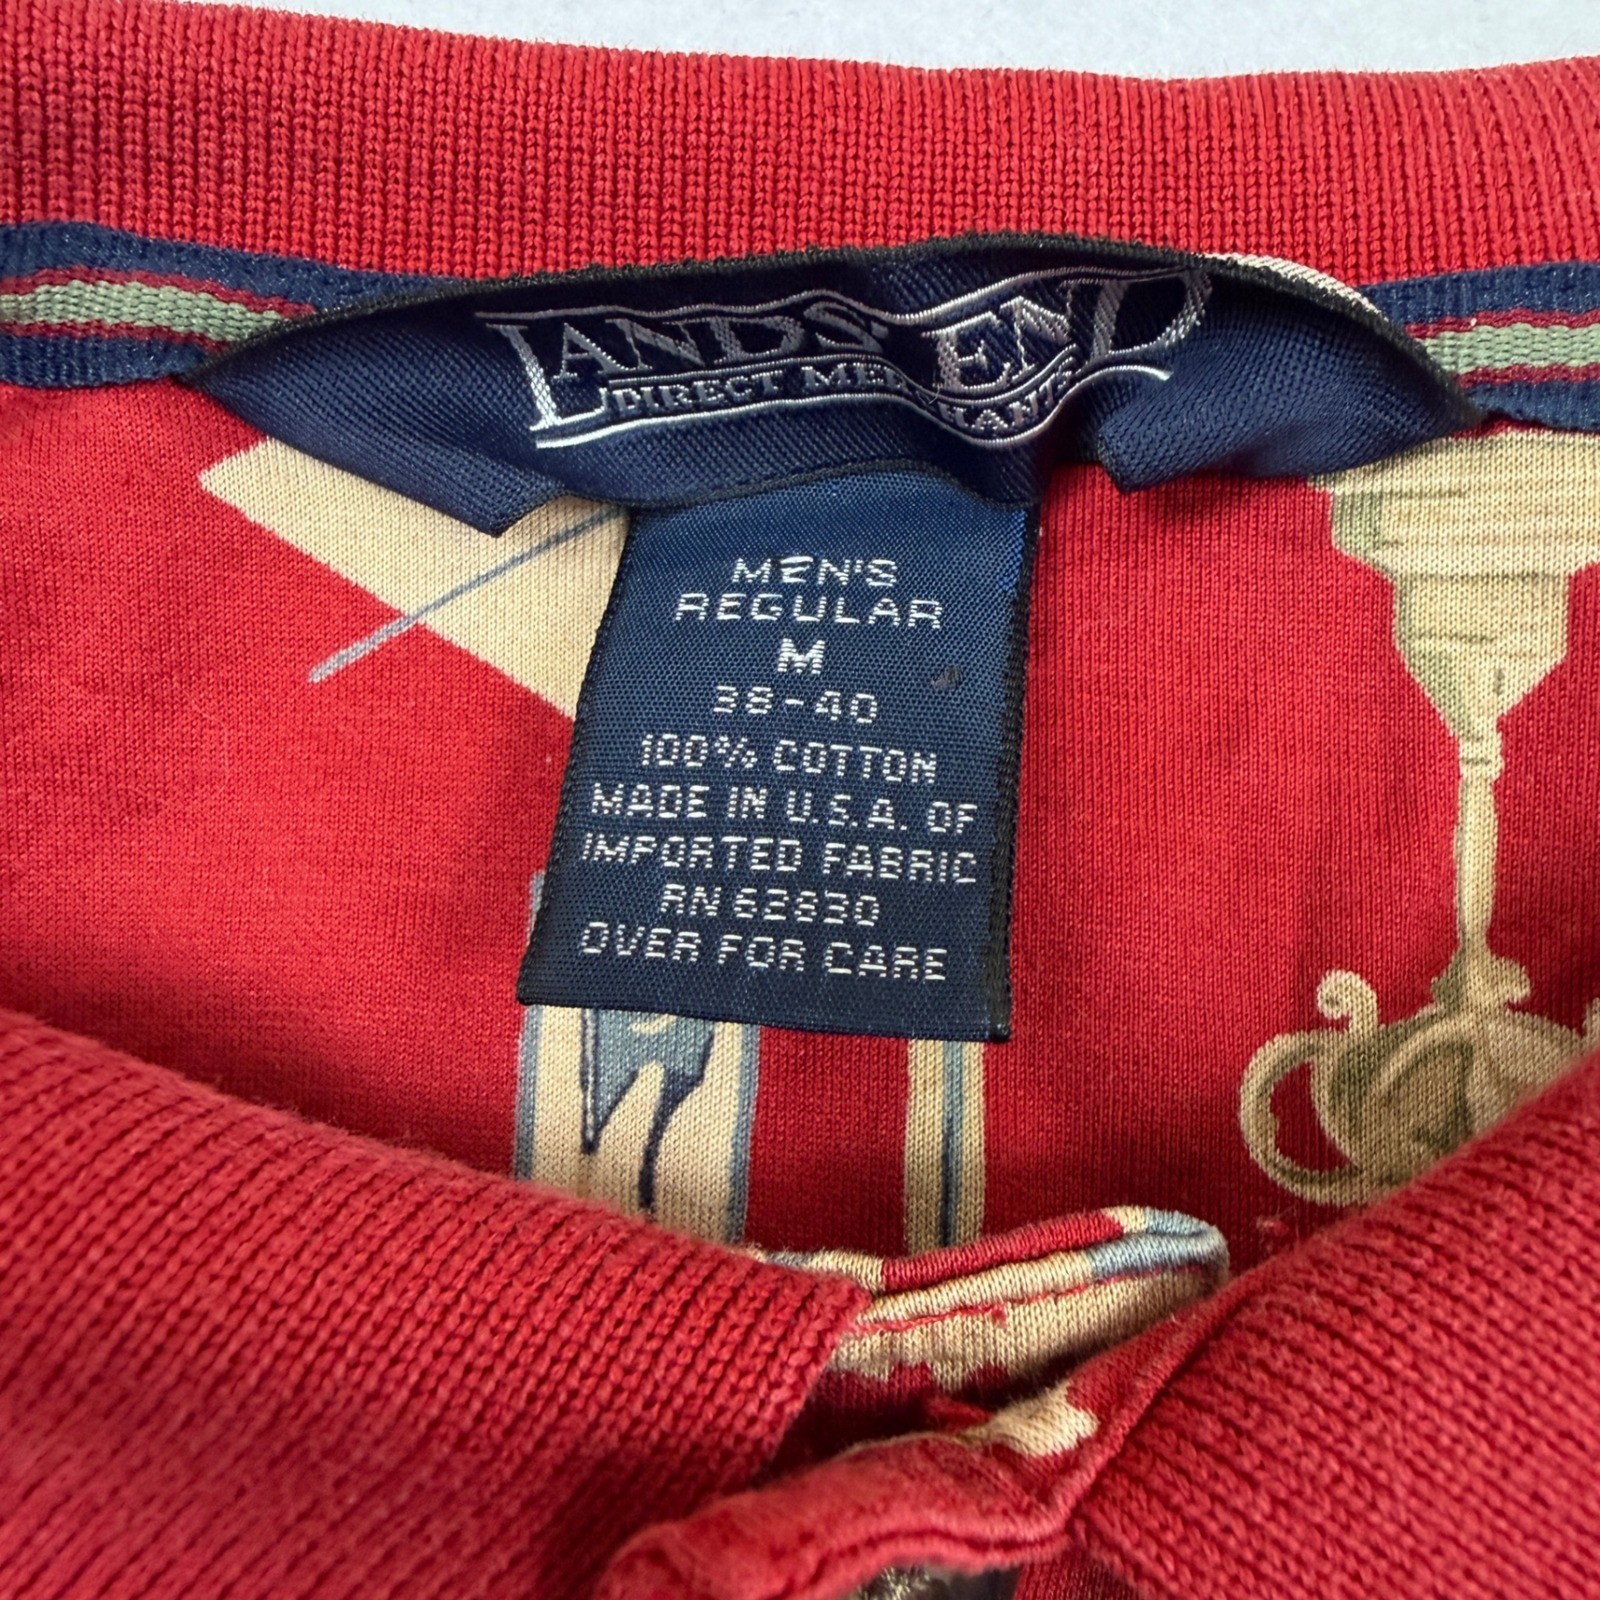 LANDS' END
DIRECT MERCHANTS
MEN'S
REGULAR
M
38-40
100% COTTON
MADE IN U.S.A. OF
IMPORTED FABRIC
RN 62830
OVER FOR CARE